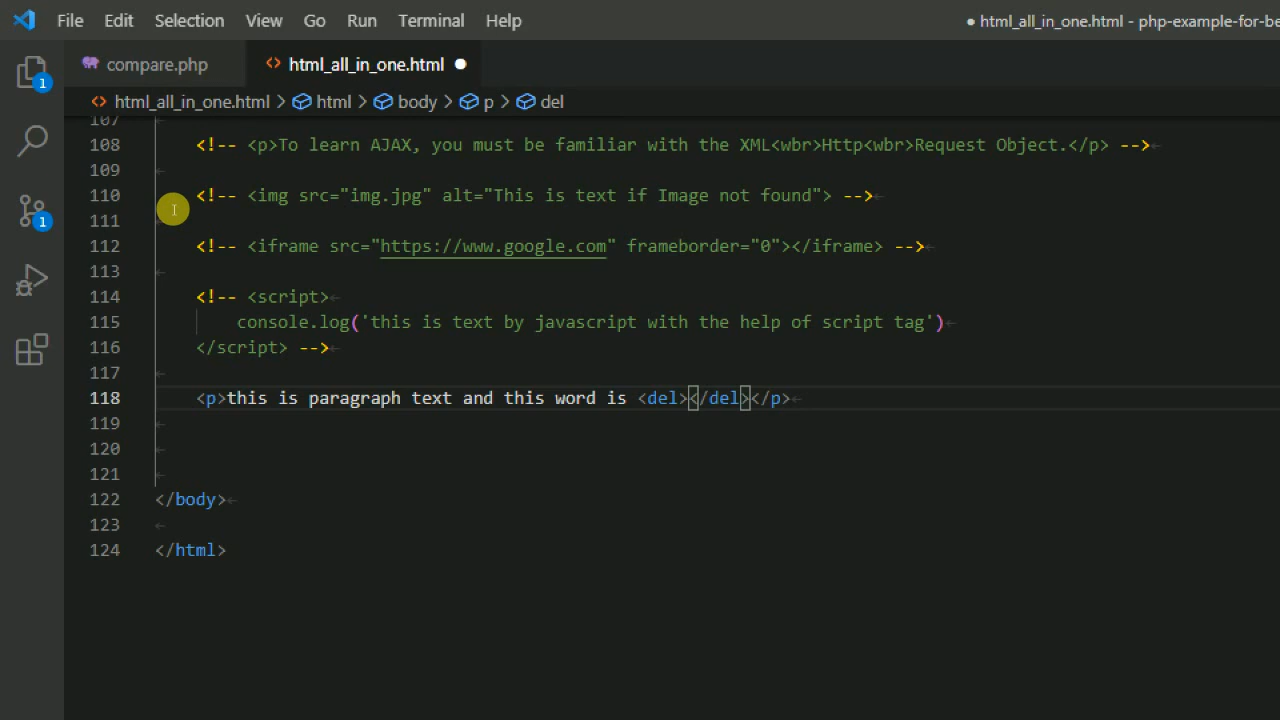 File Edit Selection View Go Run Terminal Help
● html_all_in_one.html - php-example-for-be
compare.php
html_all_in_one.html ●
html_all_in_one.html > html > body > p > del
1
1
107
108 <!-- <p>To learn AJAX, you must be familiar with the XML<wbr>Http<wbr>Request Object.</p> -->
109
110 <!-- <img src="img.jpg" alt="This is text if Image not found"> -->
111
112 <!-- <iframe src="https://www.google.com" frameborder="0"></iframe> -->
113
114 <!-- <script>
115 console.log('this is text by javascript with the help of script tag')
116 </script> -->
117
118 <p>this is paragraph text and this word is <del></del></p>
119
120
121
122 </body>
123
124 </html>